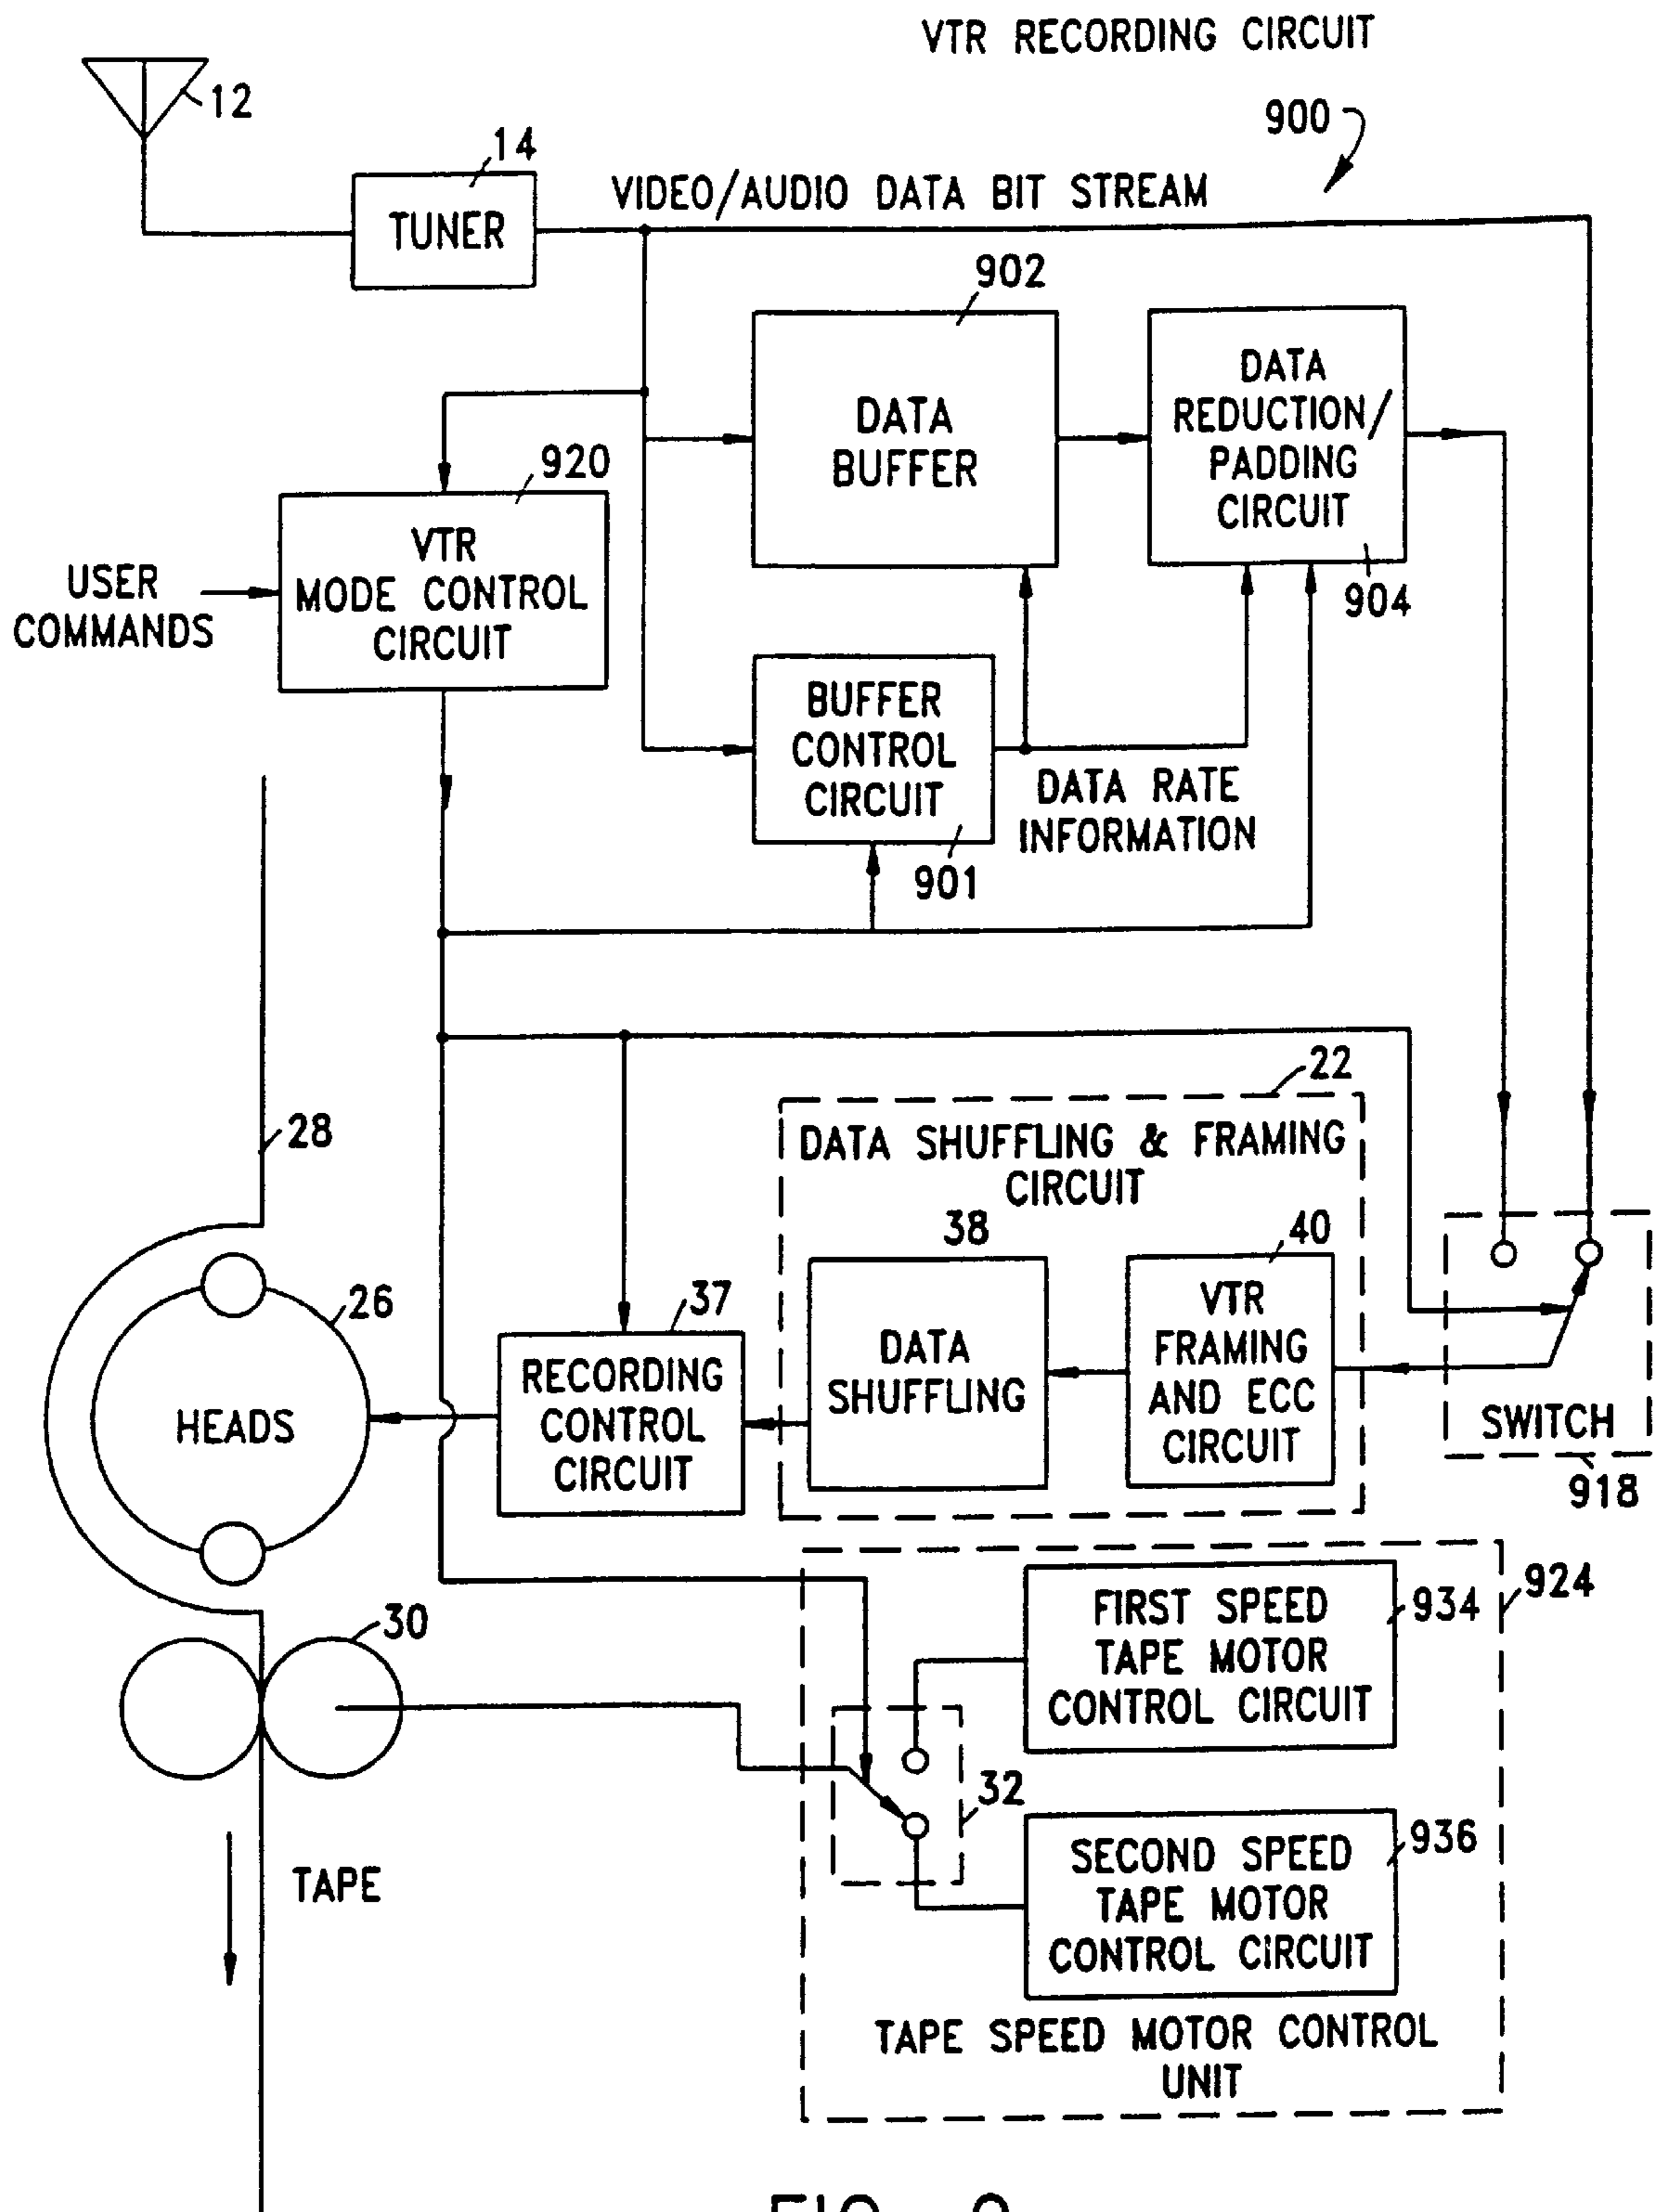 VTR RECORDING CIRCUIT
900
12
14
TUNER
VIDEO/AUDIO DATA BIT STREAM
902
DATA
BUFFER
DATA
REDUCTION/
PADDING
CIRCUIT
904
920
VTR
MODE CONTROL
CIRCUIT
USER
COMMANDS
BUFFER
CONTROL
CIRCUIT
901
DATA RATE
INFORMATION
28
22
DATA SHUFFLING & FRAMING
CIRCUIT
38
DATA
SHUFFLING
40
VTR
FRAMING
AND ECC
CIRCUIT
26
HEADS
37
RECORDING
CONTROL
CIRCUIT
SWITCH
918
30
924
FIRST SPEED
TAPE MOTOR
CONTROL CIRCUIT
934
32
SECOND SPEED
TAPE MOTOR
CONTROL CIRCUIT
936
TAPE
TAPE SPEED MOTOR CONTROL
UNIT